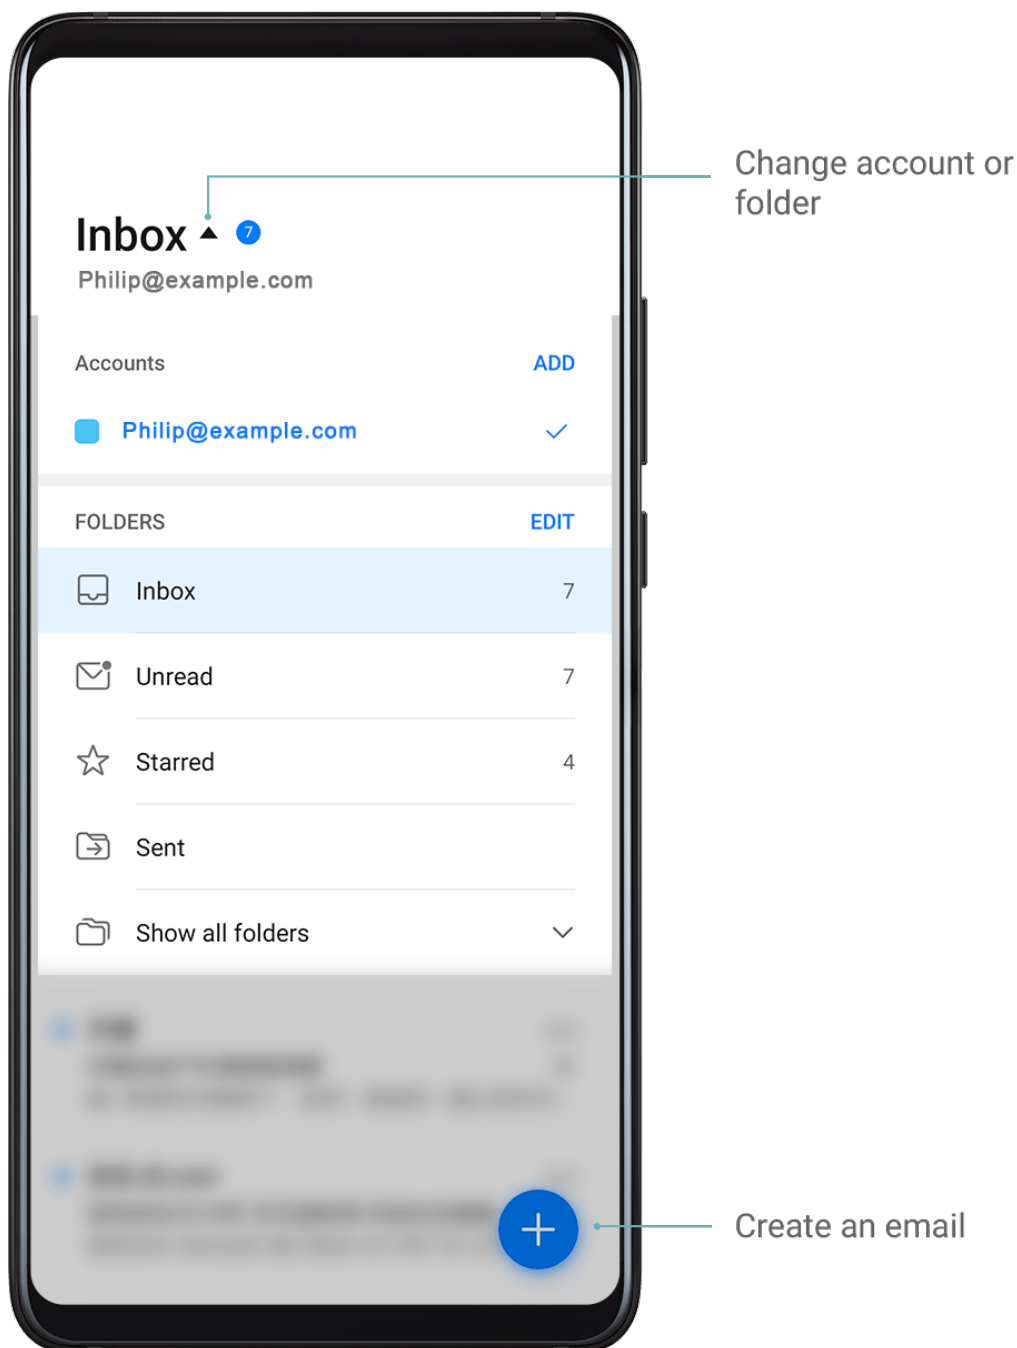 Change account or
folder
Inbox 7
Philip@example.com
Accounts ADD
Philip@example.com
FOLDERS EDIT
Inbox 7
Unread 7
Starred 4
Sent
Show all folders
Create an email